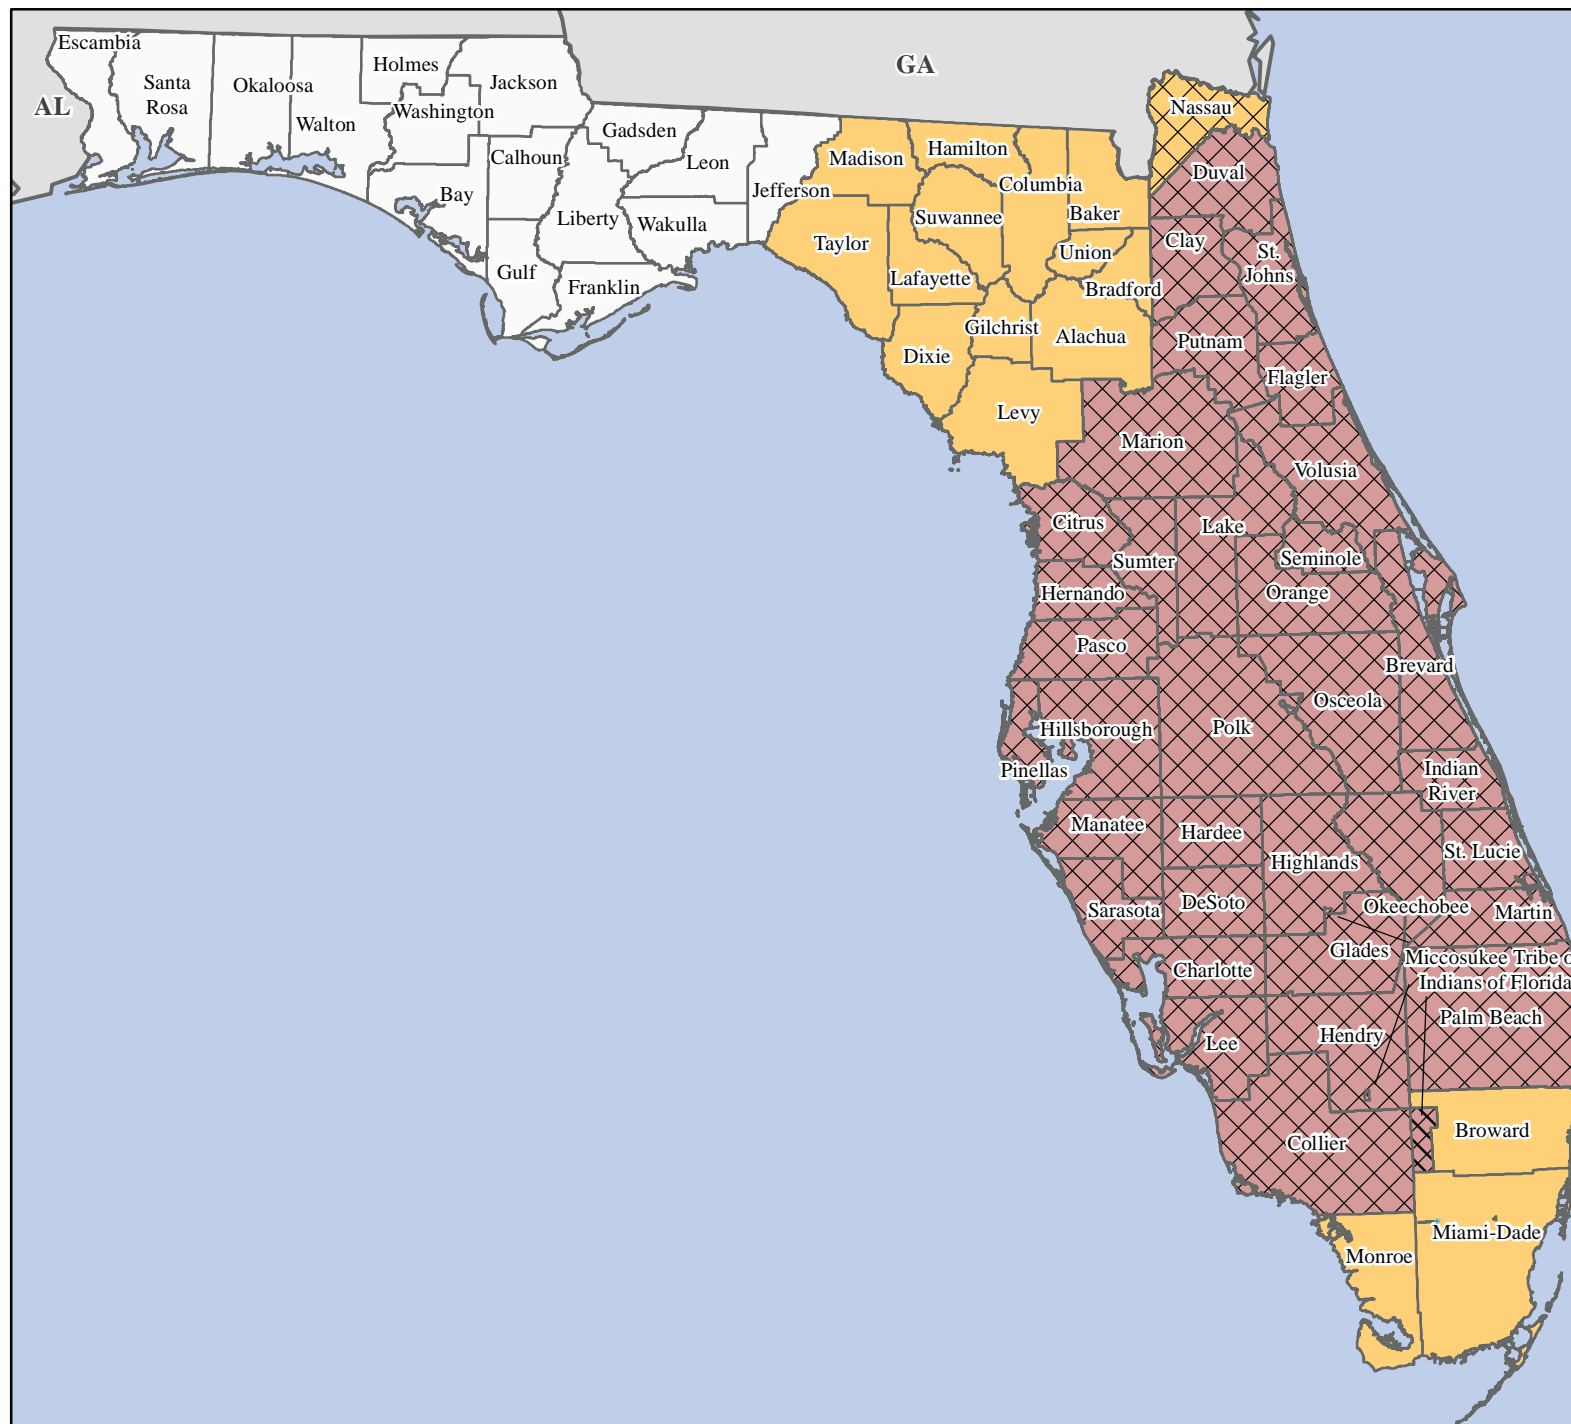 Escambia
Santa
Rosa
Okaloosa
Walton
Holmes
Washington
Jackson
AL
GA
Bay
Calhoun
Gulf
Liberty
Franklin
Gadsden
Leon
Wakulla
Jefferson
Madison
Hamilton
Taylor
Suwannee
Columbia
Lafayette
Baker
Union
Bradford
Gilchrist
Dixie
Alachua
Levy
Nassau
Duval
Clay
St.
Johns
Putnam
Flagler
Marion
Volusia
Citrus
Lake
Sumter
Seminole
Hernando
Orange
Pasco
Brevard
Osceola
Hillsborough
Polk
Pinellas
Indian
River
Manatee
Hardee
Highlands
St. Lucie
Sarasota
DeSoto
Okeechobee
Martin
Glades
Charlotte
Miccosukee Tribe o
Indians of Florida
Palm Beach
Lee
Hendry
Collier
Broward
Miami-Dade
Monroe